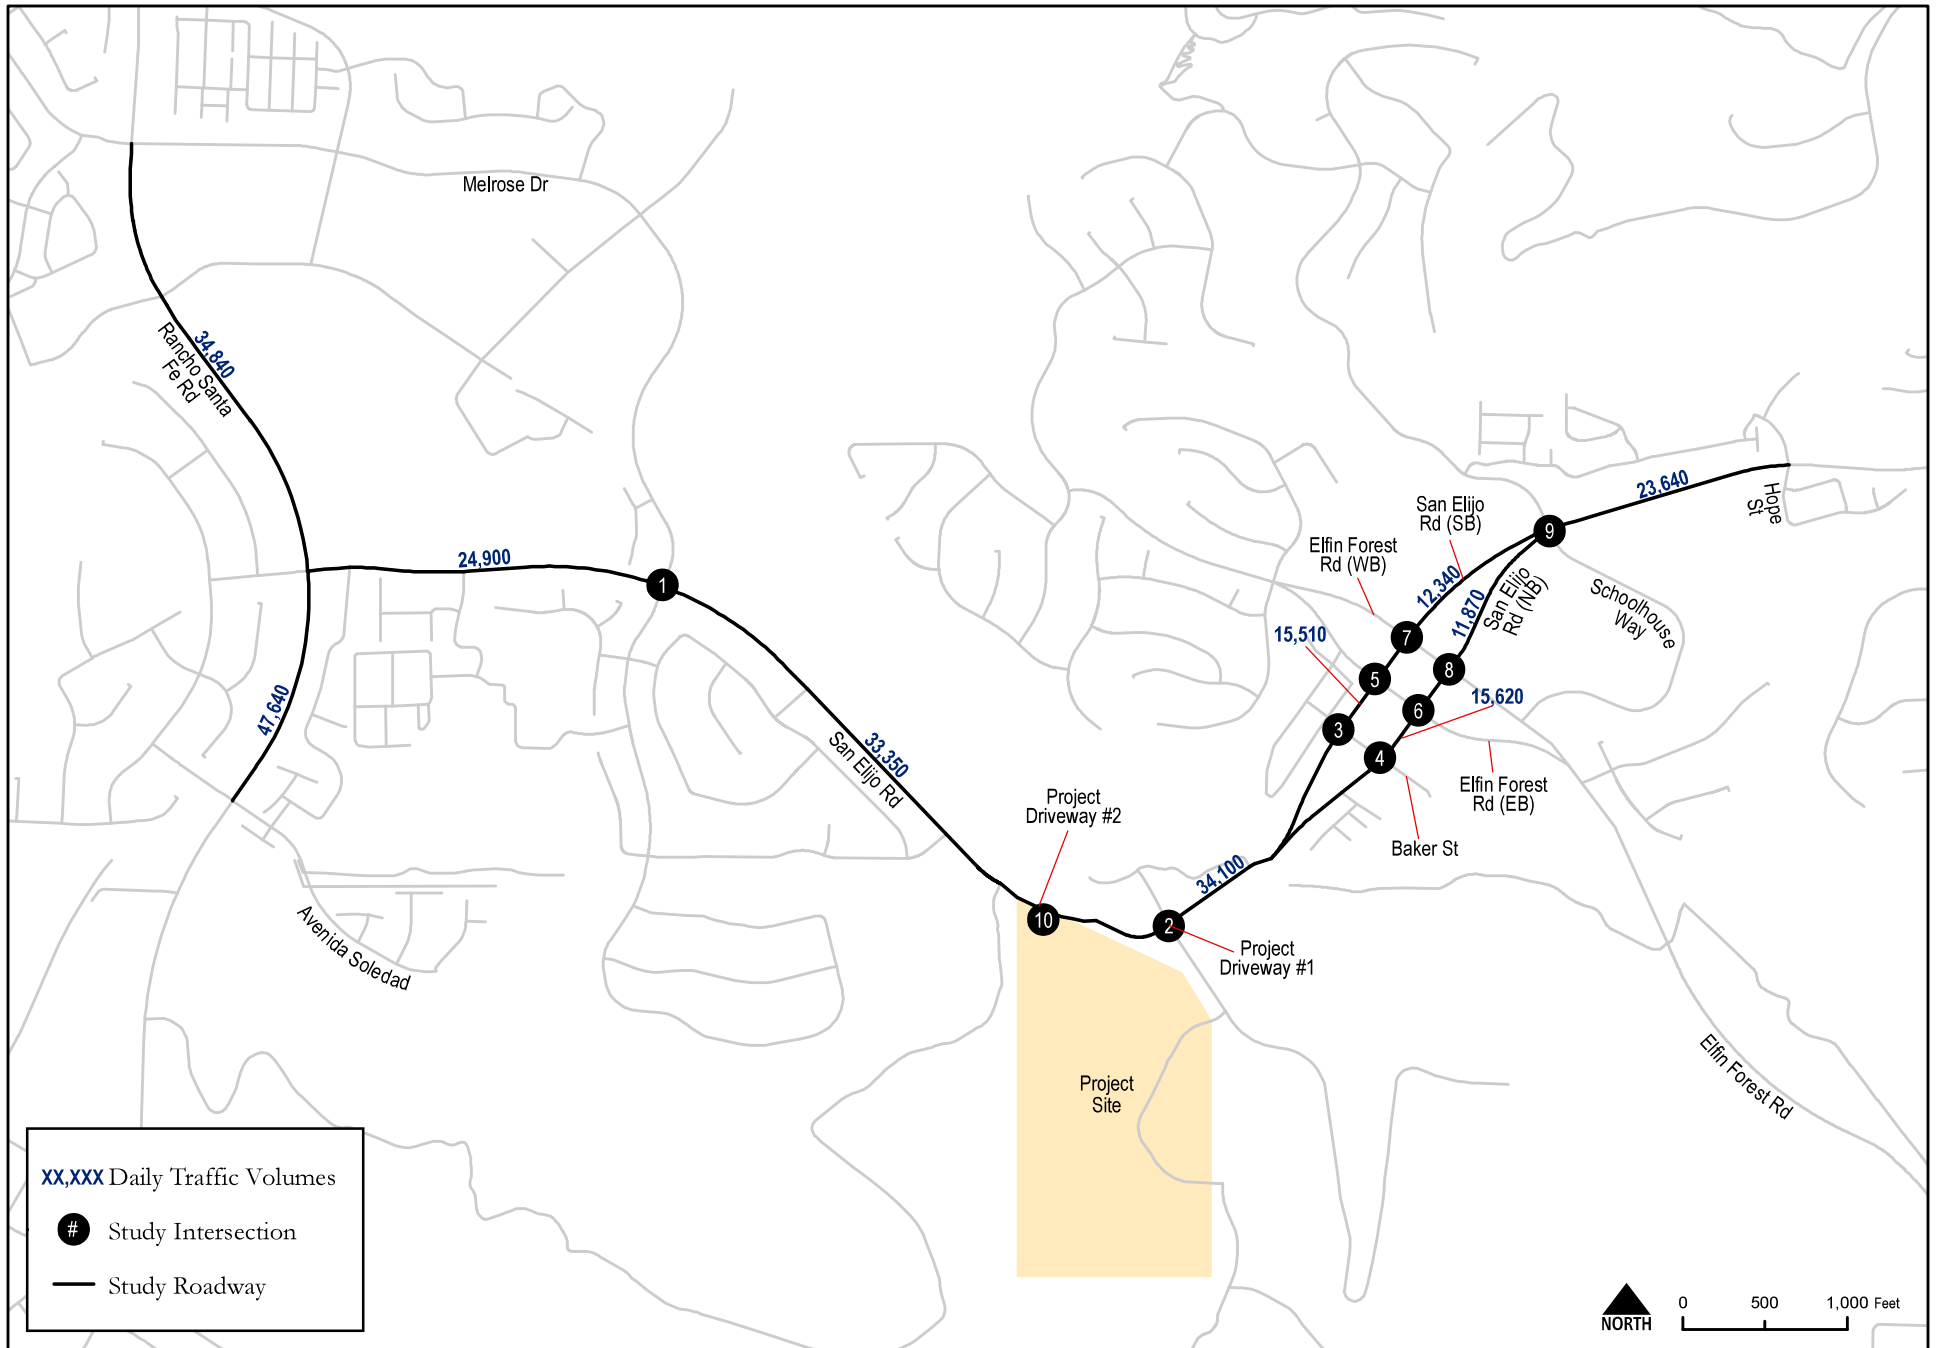 Melrose Dr
34,840
Rancho Santa
Fe Rd
23,640
Hope
St
San Elijo
Rd (SB)
9
Elfin Forest
Rd (WB)
24,900
1
12,340
11,870
San Elijo
Rd (NB)
Schoolhouse
Way
15,510
7
8
5
15,620
6
47,640
3
4
33,350
San Elijo Rd
Elfin Forest
Rd (EB)
Project
Driveway #2
Baker St
34,100
10
2
Avenida Soledad
Project
Driveway #1
Project
Site
Elfin Forest Rd
XX,XXX Daily Traffic Volumes
# Study Intersection
Study Roadway
NORTH
0 500 1,000 Feet